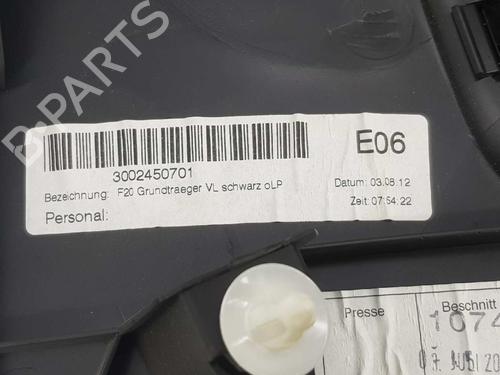 B-PARTS
3002450701
E06
Bezeichnung: F20 Grundtraeger VL schwarz oLP
Datum: 03.08.12
Personal:
Zeit: 07:54:22
Presse
Beschnitt
1674